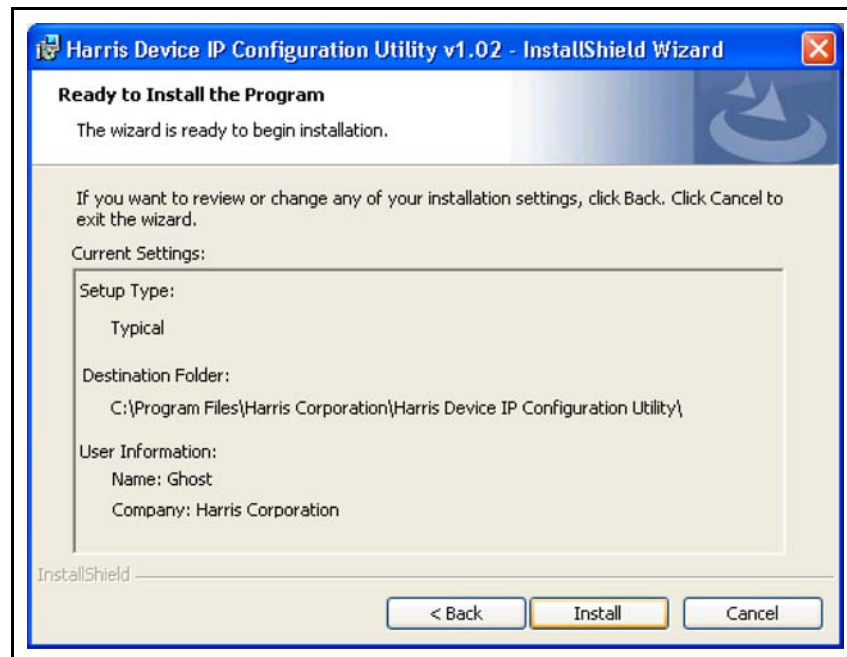 Harris Device IP Configuration Utility v1.02 - InstallShield Wizard
Ready to Install the Program
The wizard is ready to begin installation.
If you want to review or change any of your installation settings, click Back. Click Cancel to
exit the wizard.
Current Settings:
Setup Type:
Typical
Destination Folder:
C:\Program Files\Harris Corporation\Harris Device IP Configuration Utility\
User Information:
Name: Ghost
Company: Harris Corporation
InstallShield
< Back
Install
Cancel